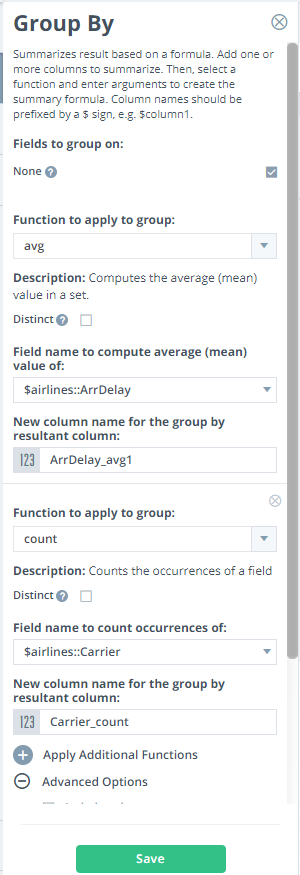 Group By
Summarizes result based on a formula. Add one or
more columns to summarize. Then, select a
function and enter arguments to create the
summary formula. Column names should be
prefixed by a $ sign, e.g. $column1.
Fields to group on:
None ?
Function to apply to group:
avg
Description: Computes the average (mean)
value in a set.
Distinct ?
Field name to compute average (mean)
value of:
$airlines::ArrDelay
New column name for the group by
resultant column:
123 ArrDelay_avg1
Function to apply to group:
count
Description: Counts the occurrences of a field
Distinct ?
Field name to count occurrences of:
$airlines::Carrier
New column name for the group by
resultant column:
123 Carrier_count
Apply Additional Functions
Advanced Options
Save